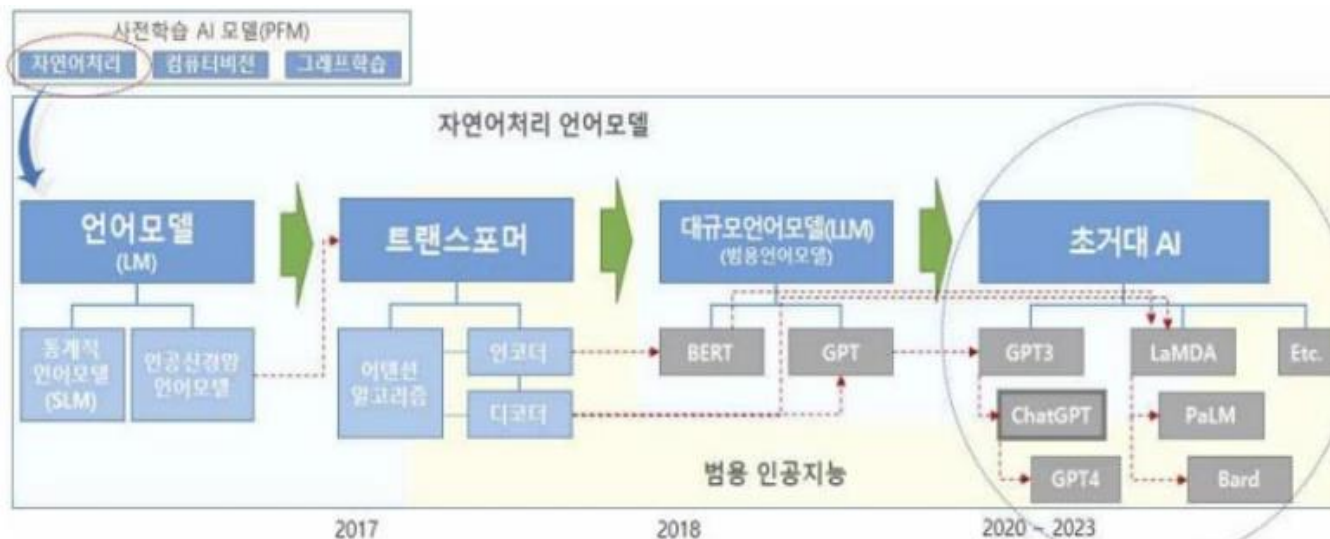 사전학습 AI 모델(PFM)
자연어처리 컴퓨터비전 그래프학습
자연어처리 언어모델
언어모델
(LM)
트랜스포머
대규모언어모델(LLM)
(범용언어모델)
초거대 AI
통계적
언어모델
(SLM)
인공신경망
언어모델
어텐션
알고리즘
인코더
디코더
BERT
GPT
GPT3
LaMDA
Etc.
ChatGPT
PaLM
GPT4
Bard
범용 인공지능
2017
2018
2020 ~ 2023